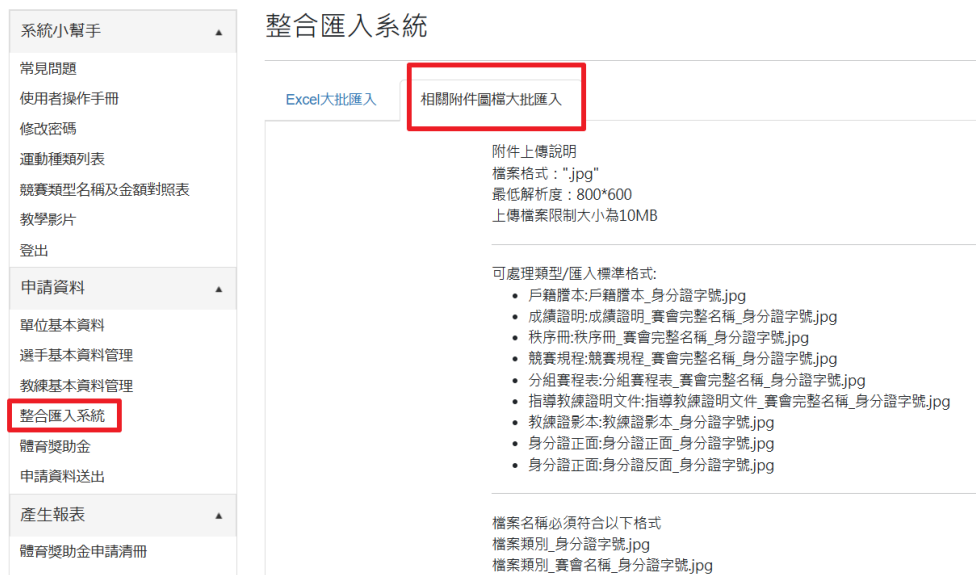 系統小幫手 ▲
常見問題
使用者操作手冊
修改密碼
運動種類列表
競賽類型名稱及金額對照表
教學影片
登出
申請資料 ▲
單位基本資料
選手基本資料管理
教練基本資料管理
整合匯入系統
體育獎助金
申請資料送出
產生報表 ▲
體育獎助金申請清冊
整合匯入系統
Excel大批匯入
相關附件圖檔大批匯入
附件上傳說明
檔案格式："jpg"
最低解析度：800*600
上傳檔案限制大小為10MB
可處理類型/匯入標準格式:
• 戶籍謄本:戶籍謄本_身分證字號.jpg
• 成績證明:成績證明_賽會完整名稱_身分證字號.jpg
• 秩序冊:秩序冊_賽會完整名稱_身分證字號.jpg
• 競賽規程:競賽規程_賽會完整名稱_身分證字號.jpg
• 分組賽程表:分組賽程表_賽會完整名稱_身分證字號.jpg
• 指導教練證明文件:指導教練證明文件_賽會完整名稱_身分證字號.jpg
• 教練證影本:教練證影本_身分證字號.jpg
• 身分證正面:身分證正面_身分證字號.jpg
• 身分證正面:身分證反面_身分證字號.jpg
檔案名稱必須符合以下格式
檔案類別_身分證字號.jpg
檔案類別_賽會名稱_身分證字號.jpg